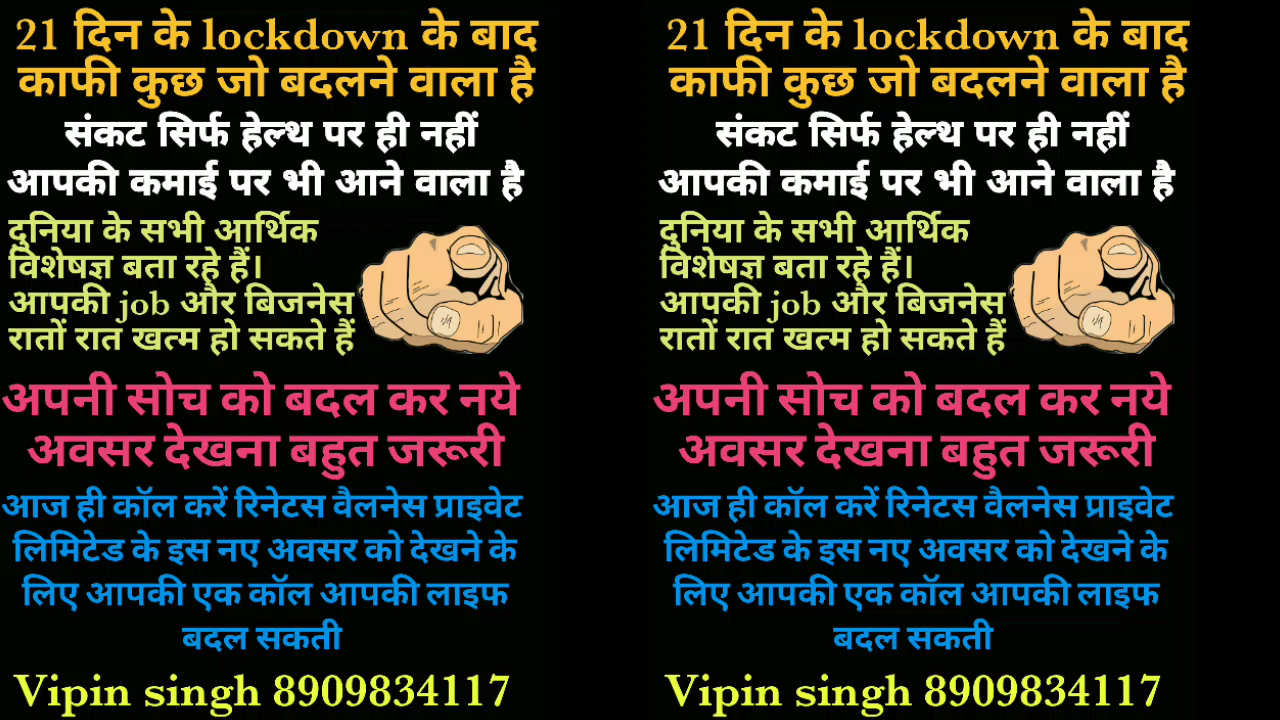 21 दिन के lockdown के बाद
काफी कुछ जो बदलने वाला है
संकट सिर्फ हेल्थ पर ही नहीं
आपकी कमाई पर भी आने वाला है
दुनिया के सभी आर्थिक
विशेषज्ञ बता रहे हैं।
आपकी job और बिजनेस
रातों रात खत्म हो सकते हैं
अपनी सोच को बदल कर नये
अवसर देखना बहुत जरूरी
आज ही कॉल करें रिनेटस वैलनेस प्राइवेट
लिमिटेड के इस नए अवसर को देखने के
लिए आपकी एक कॉल आपकी लाइफ
बदल सकती
Vipin singh 8909834117
21 दिन के lockdown के बाद
काफी कुछ जो बदलने वाला है
संकट सिर्फ हेल्थ पर ही नहीं
आपकी कमाई पर भी आने वाला है
दुनिया के सभी आर्थिक
विशेषज्ञ बता रहे हैं।
आपकी job और बिजनेस
रातों रात खत्म हो सकते हैं
अपनी सोच को बदल कर नये
अवसर देखना बहुत जरूरी
आज ही कॉल करें रिनेटस वैलनेस प्राइवेट
लिमिटेड के इस नए अवसर को देखने के
लिए आपकी एक कॉल आपकी लाइफ
बदल सकती
Vipin singh 8909834117